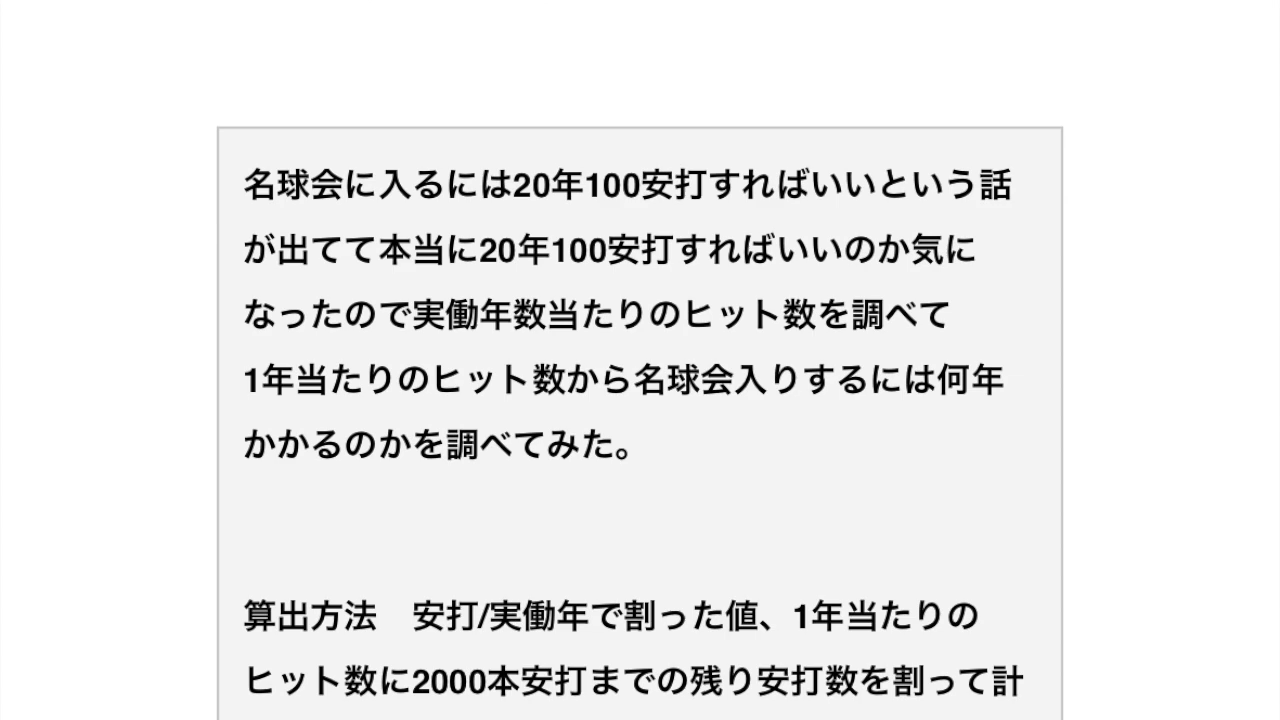 名球会に入るには20年100安打すればいいという話
が出てて本当に20年100安打すればいいのか気に
なったので実働年数当たりのヒット数を調べて
1年当たりのヒット数から名球会入りするには何年
かかるのかを調べてみた。
算出方法　安打/実働年で割った値、1年当たりの
ヒット数に2000本安打までの残り安打数を割って計